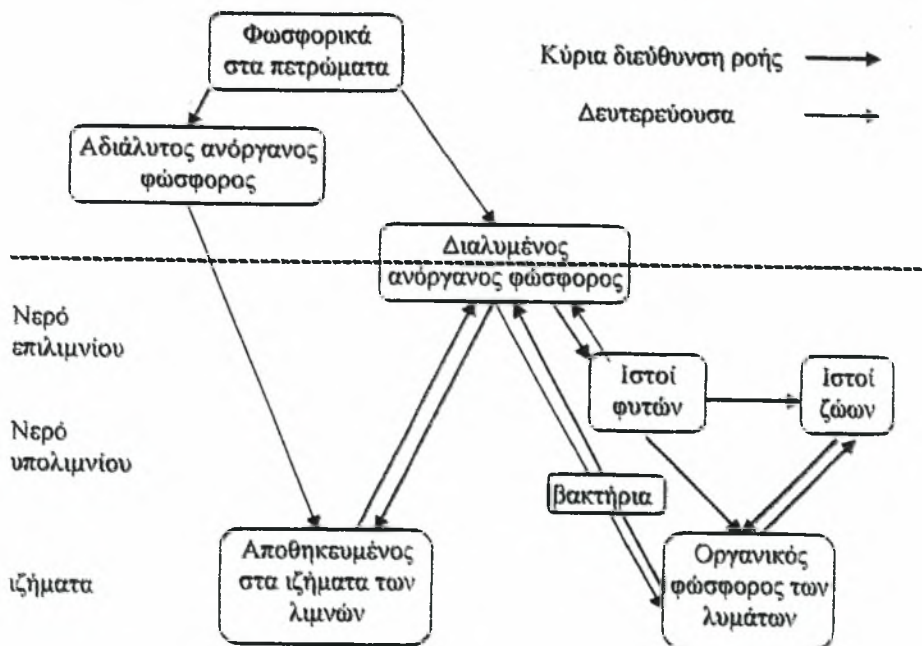 Φωσφορικά
στα πετρώματα
Κύρια διεύθυνση ροής
Δευτερεύουσα
Αδιάλυτος ανόργανος
φώσφορος
Διαλυμένος
ανόργανος φώσφορος
Νερό
επιλιμνίου
Ιστοί
φυτών
Ιστοί
ζώων
Νερό
υπολιμνίου
βακτήρια
ιζήματα
Αποθηκευμένος
στα ιζήματα των
λιμνών
Οργανικός
φώσφορος των
λυμάτων